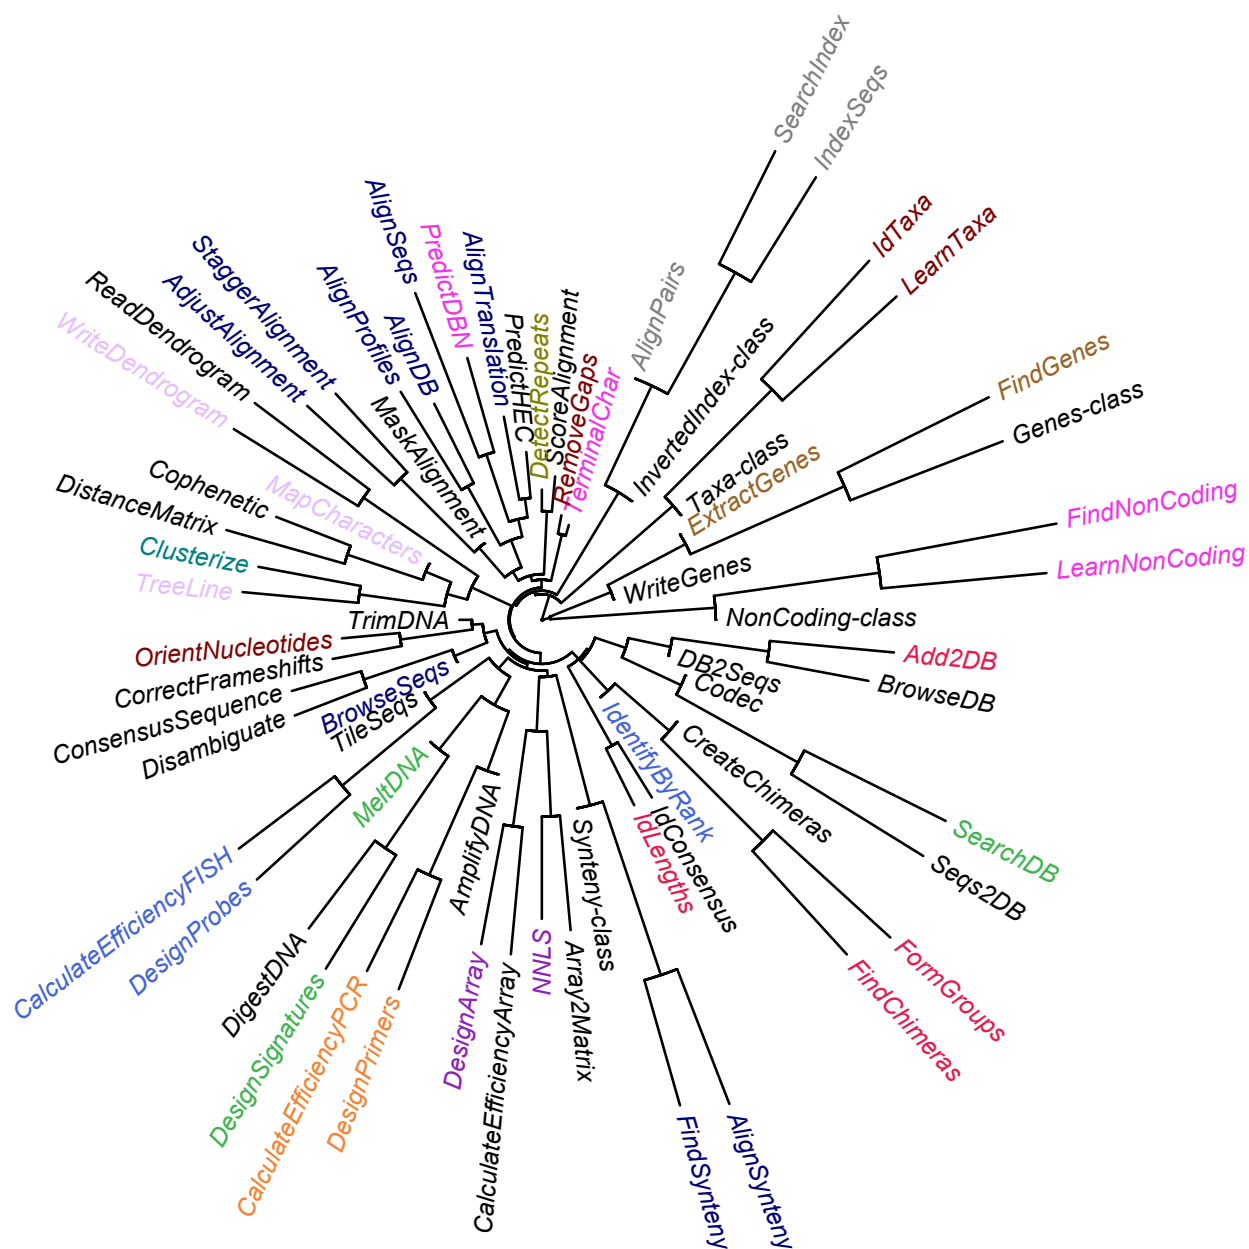 SearchIndex
IndexSeqs
AlignPairs
InvertedIndex-class
IdTaxa
LearnTaxa
Taxa-class
FindGenes
Genes-class
ExtractGenes
WriteGenes
FindNonCoding
LearnNonCoding
NonCoding-class
Add2DB
BrowseDB
DB2Seqs
Codec
SearchDB
Seqs2DB
IdentifyByRank
CreateChimeras
FormGroups
FindChimeras
IdConsensus
IdLengths
AlignSynteny
FindSynteny
Synteny-class
Array2Matrix
NNLS
CalculateEfficiencyArray
DesignArray
AmplifyDNA
DesignPrimers
CalculateEfficiencyPCR
DesignSignatures
DigestDNA
MeltDNA
DesignProbes
CalculateEfficiencyFISH
TileSeqs
BrowseSeqs
Disambiguate
ConsensusSequence
CorrectFrameshifts
OrientNucleotides
TrimDNA
TreeLine
Clusterize
DistanceMatrix
Cophenetic
MapCharacters
WriteDendrogram
ReadDendrogram
AdjustAlignment
StaggerAlignment
MaskAlignment
AlignProfiles
AlignDB
AlignSeqs
PredictDBN
AlignTranslation
PredictHEC
DetectRepeats
ScoreAlignment
RemoveGaps
TerminalChar